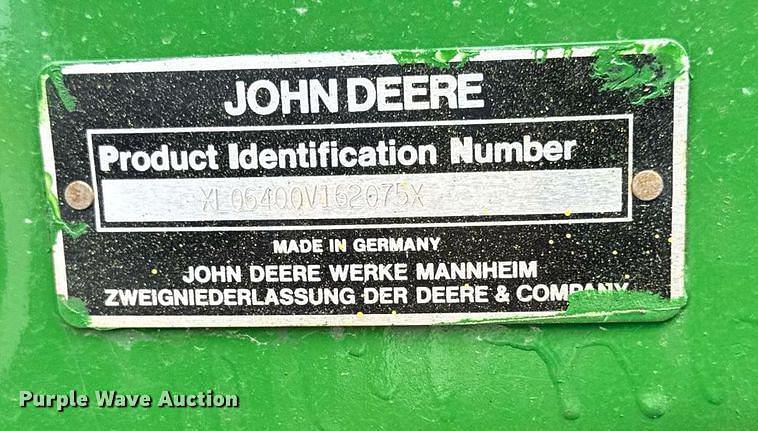 JOHN DEERE
Product Identification Number
XL06400V162075X
MADE IN GERMANY
JOHN DEERE WERKE MANNHEIM
ZWEIGNIEDERLASSUNG DER DEERE & COMPANY
Purple Wave Auction